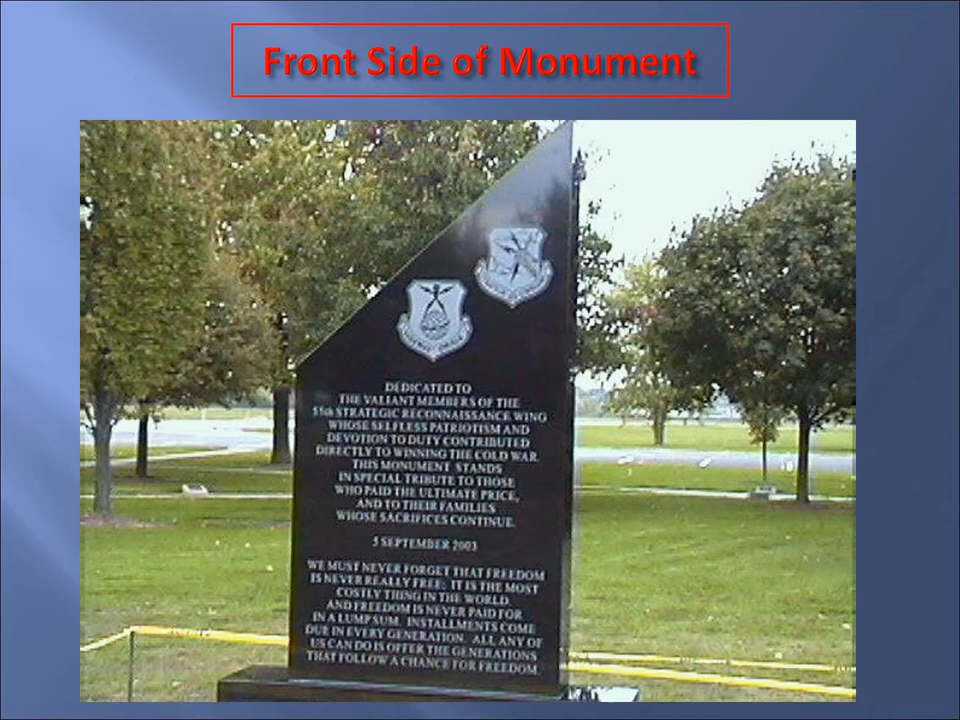 Front Side of Monument
DEDICATED TO
THE VALIANT MEMBERS OF THE
55th STRATEGIC RECONNAISSANCE WING
WHOSE SELFLESS PATRIOTISM AND
DEVOTION TO DUTY CONTRIBUTED
DIRECTLY TO WINNING THE COLD WAR.
THIS MONUMENT STANDS
IN SPECIAL TRIBUTE TO THOSE
WHO PAID THE ULTIMATE PRICE,
AND TO THEIR FAMILIES
WHOSE SACRIFICES CONTINUE.
5 SEPTEMBER 2003
WE MUST NEVER FORGET THAT FREEDOM
IS NEVER REALLY FREE; IT IS THE MOST
COSTLY THING IN THE WORLD.
AND FREEDOM IS NEVER PAID FOR
IN A LUMP SUM. INSTALLMENTS COME
DUE IN EVERY GENERATION. ALL ANY OF
US CAN DO IS OFFER THE GENERATIONS
THAT FOLLOW A CHANCE FOR FREEDOM.